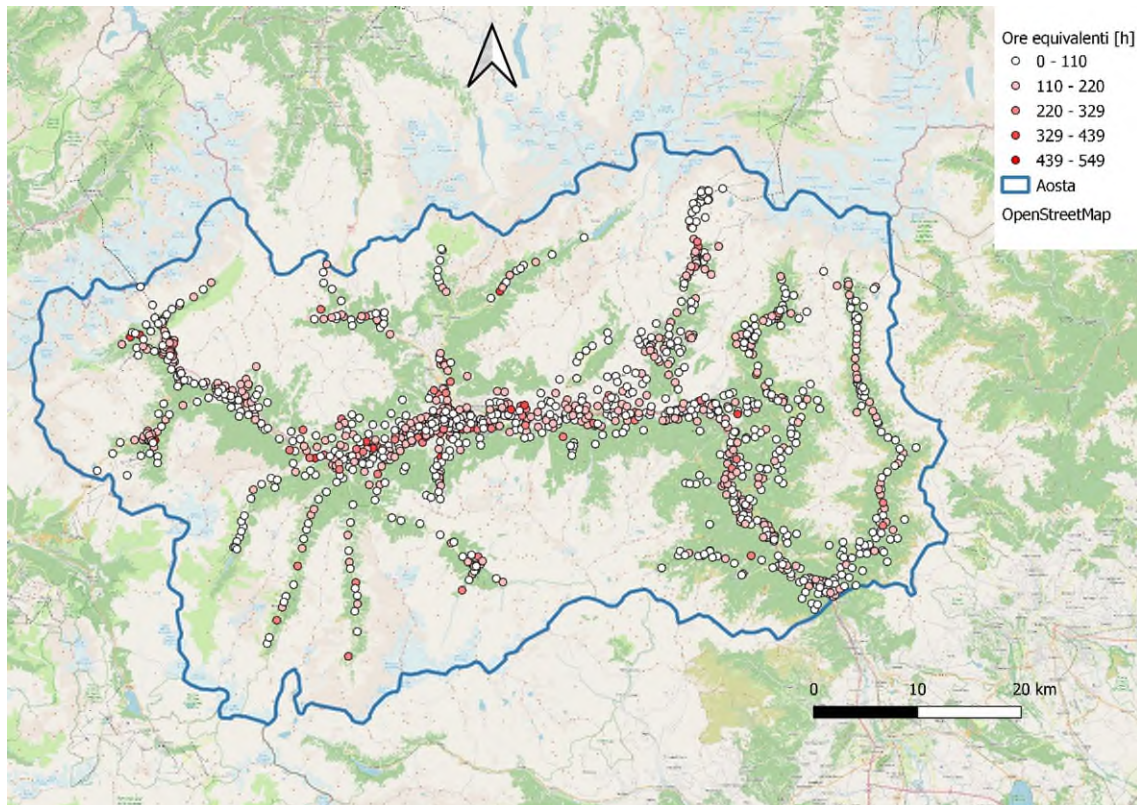 Ore equivalenti [h]
0 - 110
110 - 220
220 - 329
329 - 439
439 - 549
Aosta
OpenStreetMap
0 10 20 km